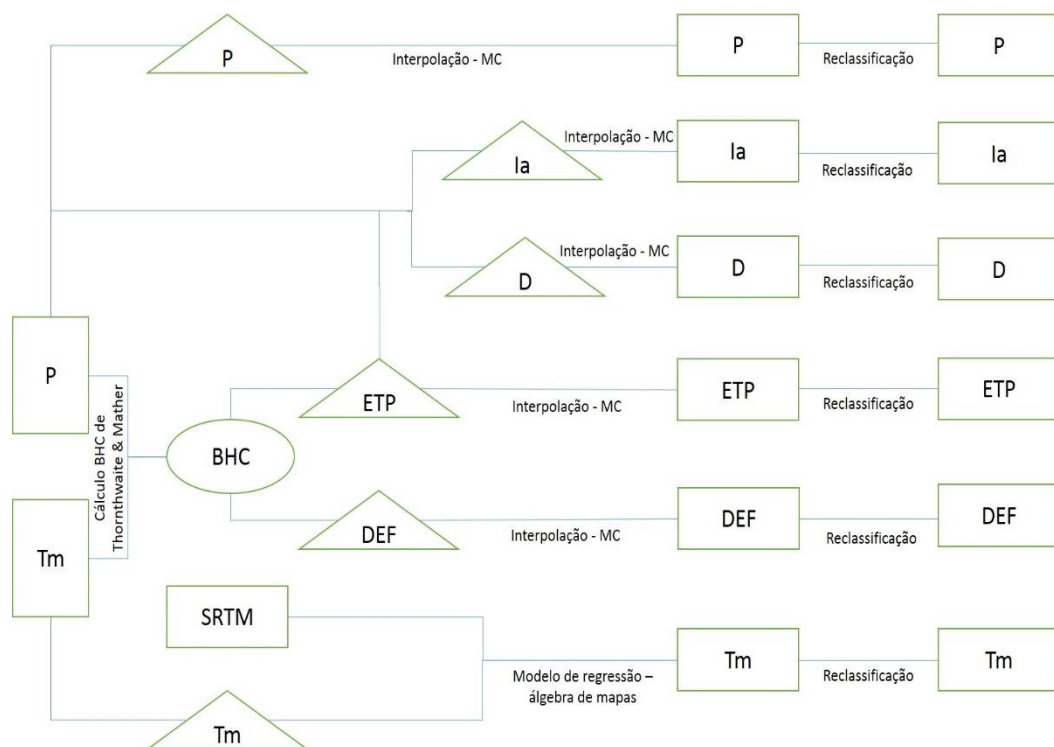 P
Interpolação - MC
P
Reclassificação
P
Ia
Interpolação - MC
Ia
Reclassificação
Ia
D
Interpolação - MC
D
Reclassificação
D
P
Cálculo BHC de
Thornthwaite & Mather
BHC
ETP
Interpolação - MC
ETP
Reclassificação
ETP
DEF
Interpolação - MC
DEF
Reclassificação
DEF
Tm
SRTM
Tm
Modelo de regressão –
álgebra de mapas
Tm
Reclassificação
Tm